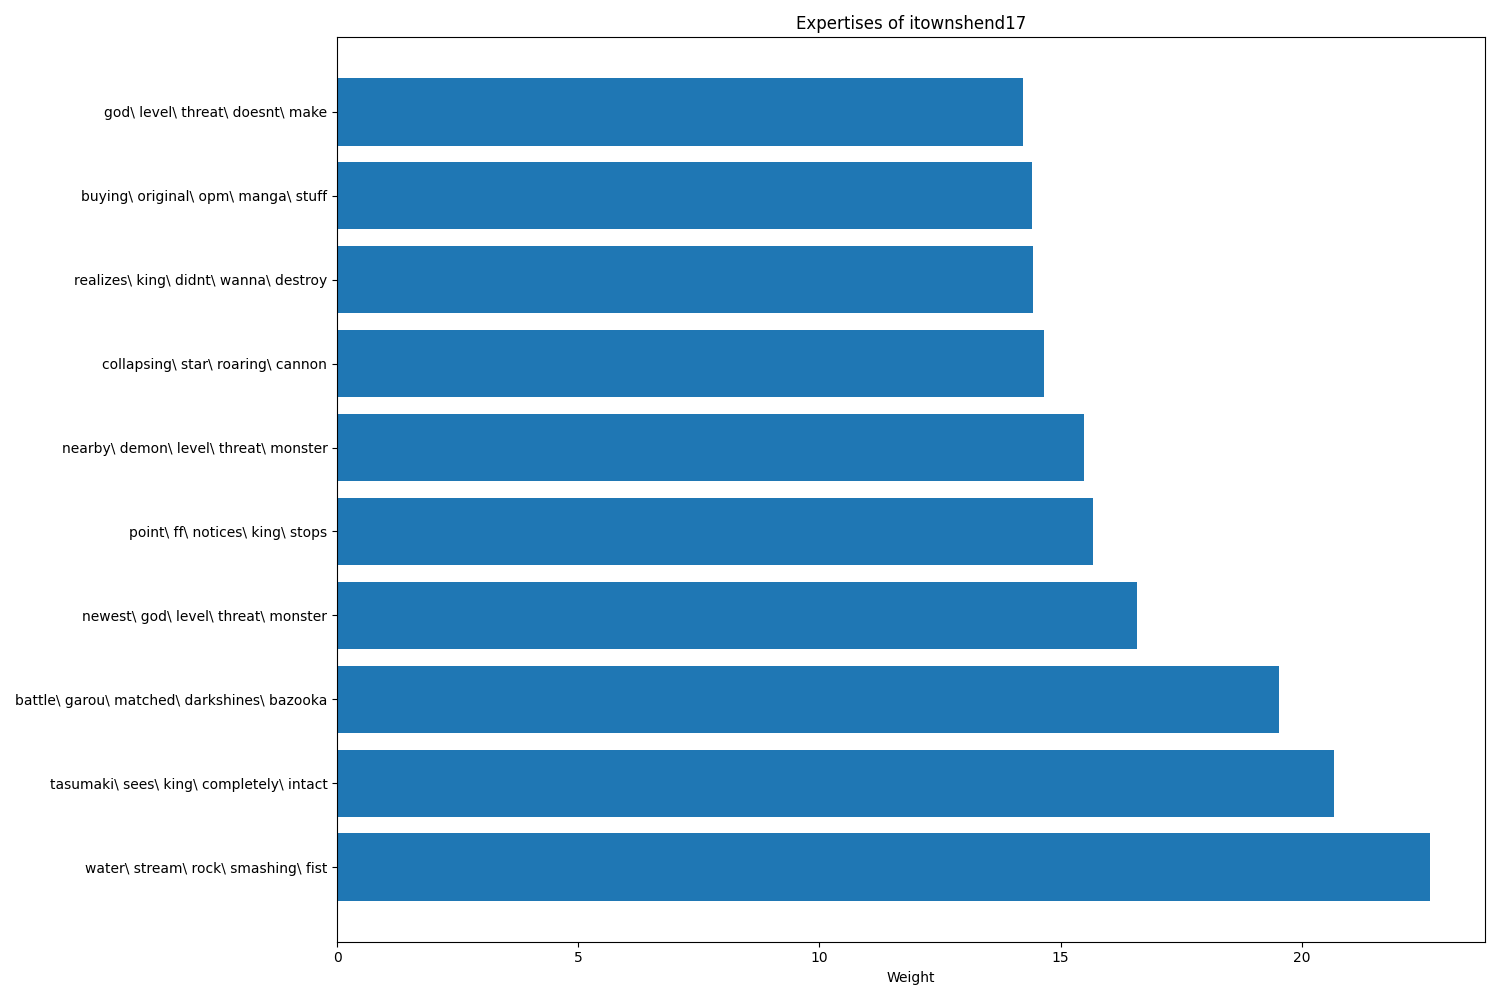 Expertises of itownshend17
god\ level\ threat\ doesnt\ make
buying\ original\ opm\ manga\ stuff
realizes\ king\ didnt\ wanna\ destroy
collapsing\ star\ roaring\ cannon
nearby\ demon\ level\ threat\ monster
point\ ff\ notices\ king\ stops
newest\ god\ level\ threat\ monster
battle\ garou\ matched\ darkshines\ bazooka
tasumaki\ sees\ king\ completely\ intact
water\ stream\ rock\ smashing\ fist
0 5 10 15 20
Weight